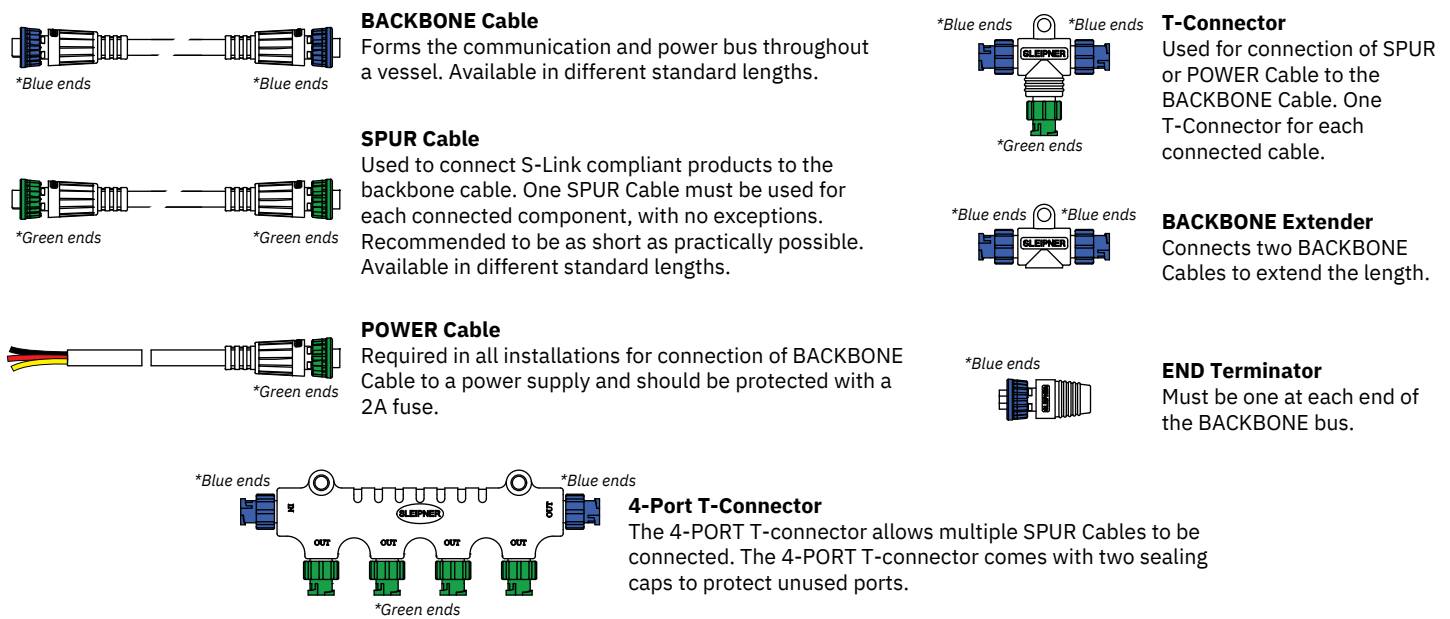 BACKBONE Cable
Forms the communication and power bus throughout
a vessel. Available in different standard lengths.
*Blue ends
*Blue ends
SPUR Cable
Used to connect S-Link compliant products to the
backbone cable. One SPUR Cable must be used for
each connected component, with no exceptions.
Recommended to be as short as practically possible.
Available in different standard lengths.
*Green ends
*Green ends
POWER Cable
Required in all installations for connection of BACKBONE
Cable to a power supply and should be protected with a
2A fuse.
*Green ends
*Blue ends
*Blue ends
SLEIPNER
*Green ends
T-Connector
Used for connection of SPUR
or POWER Cable to the
BACKBONE Cable. One
T-Connector for each
connected cable.
*Blue ends
*Blue ends
SLEIPNER
BACKBONE Extender
Connects two BACKBONE
Cables to extend the length.
*Blue ends
SLEIPNER
END Terminator
Must be one at each end of
the BACKBONE bus.
*Blue ends
*Blue ends
IN
SLEIPNER
OUT
OUT
OUT
OUT
OUT
*Green ends
4-Port T-Connector
The 4-PORT T-connector allows multiple SPUR Cables to be
connected. The 4-PORT T-connector comes with two sealing
caps to protect unused ports.